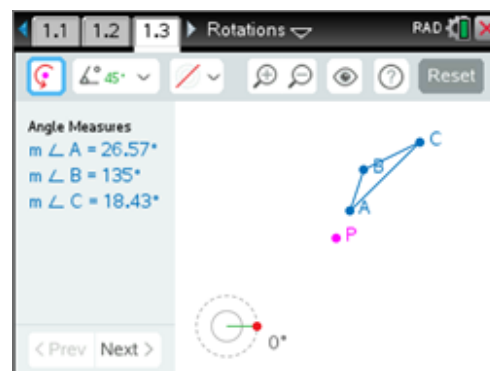 1.1 1.2 1.3 Rotations RAD
45° ? Reset
Angle Measures
m ∠ A = 26.57°
m ∠ B = 135°
m ∠ C = 18.43°
C
B
A
P
0°
< Prev Next >